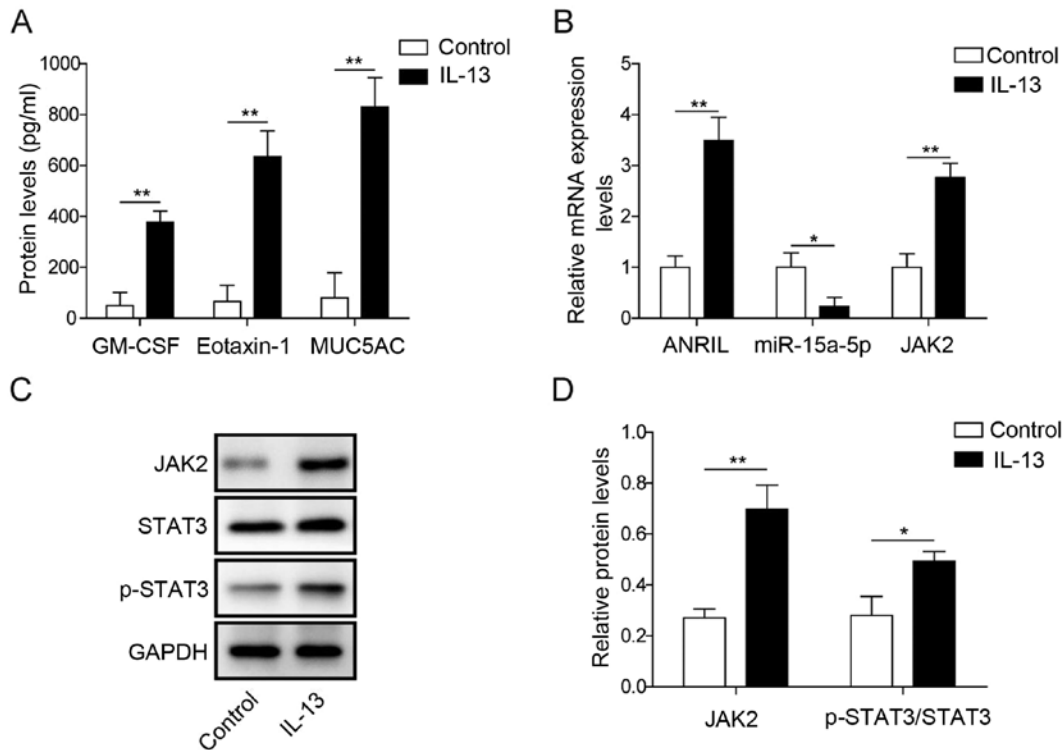 A
Control
IL-13
Protein levels (pg/ml)
1000
800
600
400
200
0
**
**
**
GM-CSF Eotaxin-1 MUC5AC
B
Control
IL-13
Relative mRNA expression
levels
5
4
3
2
1
0
**
*
**
ANRIL miR-15a-5p JAK2
C
JAK2
STAT3
p-STAT3
GAPDH
Control IL-13
D
Control
IL-13
Relative protein levels
1.0
0.8
0.6
0.4
0.2
0.0
**
*
JAK2 p-STAT3/STAT3